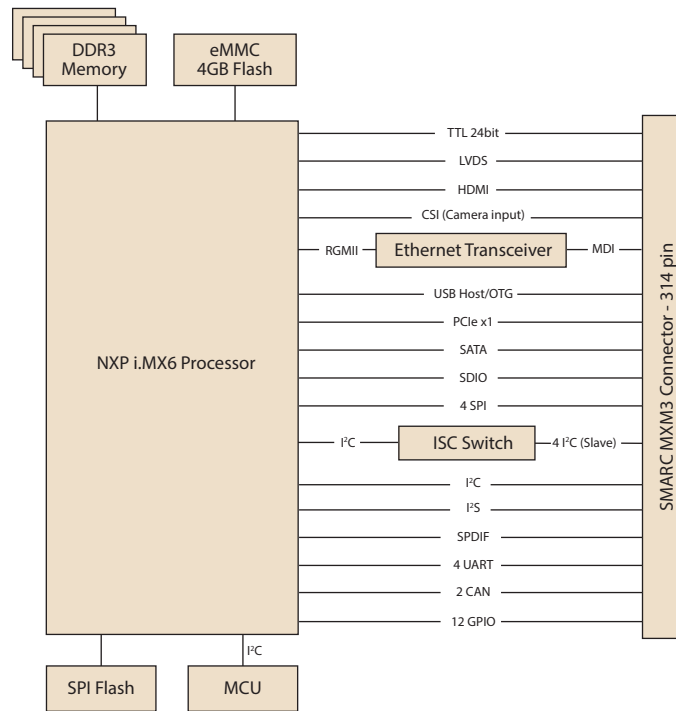 DDR3
Memory
eMMC
4GB Flash
TTL 24bit
LVDS
HDMI
CSI (Camera input)
RGMII
Ethernet Transceiver
MDI
USB Host/OTG
PCIe x1
NXP i.MX6 Processor
SATA
SDIO
4 SPI
I²C
ISC Switch
4 I²C (Slave)
I²C
I²S
SPDIF
4 UART
2 CAN
12 GPIO
SMARC MXM3 Connector - 314 pin
I²C
SPI Flash
MCU